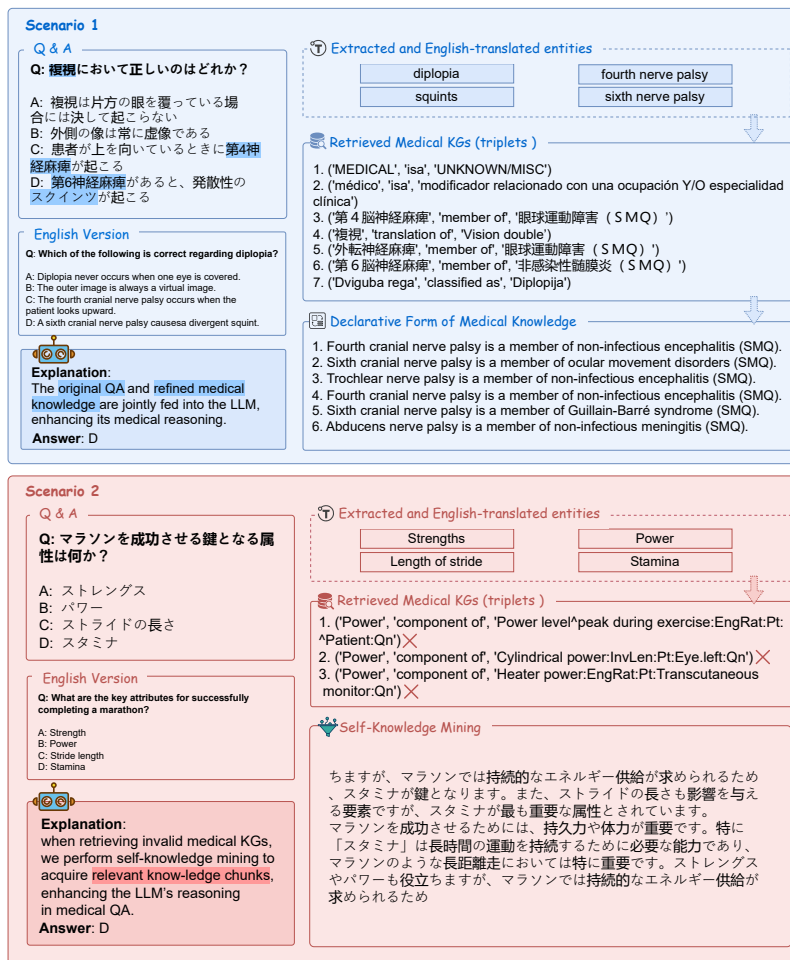 Scenario 1
Q & A
Q: 複視において正しいのはどれか？
A: 複視は片方の眼を覆っている場
合には決して起こらない
B: 外側の像は常に虚像である
C: 患者が上を向いているときに第4神
経麻痺が起こる
D: 第6神経麻痺があると、発散性の
スクインツが起こる
English Version
Q: Which of the following is correct regarding diplopia?
A: Diplopia never occurs when one eye is covered.
B: The outer image is always a virtual image.
C: The fourth cranial nerve palsy occurs when the
patient looks upward.
D: A sixth cranial nerve palsy causesa divergent squint.
Explanation:
The original QA and refined medical
knowledge are jointly fed into the LLM,
enhancing its medical reasoning.
Answer: D
T Extracted and English-translated entities
diplopia
fourth nerve palsy
squints
sixth nerve palsy
Retrieved Medical KGs (triplets )
1. ('MEDICAL', 'isa', 'UNKNOWN/MISC')
2. ('médico', 'isa', 'modificador relacionado con una ocupación Y/O especialidad
clínica')
3. ('第４脳神経麻痺', 'member of', '眼球運動障害（ＳＭＱ）')
4. ('複視', 'translation of', 'Vision double')
5. ('外転神経麻痺', 'member of', '眼球運動障害（ＳＭＱ）')
6. ('第６脳神経麻痺', 'member of', '非感染性髄膜炎（ＳＭＱ）')
7. ('Dviguba rega', 'classified as', 'Diplopija')
Declarative Form of Medical Knowledge
1. Fourth cranial nerve palsy is a member of non-infectious encephalitis (SMQ).
2. Sixth cranial nerve palsy is a member of ocular movement disorders (SMQ).
3. Trochlear nerve palsy is a member of non-infectious encephalitis (SMQ).
4. Fourth cranial nerve palsy is a member of non-infectious encephalitis (SMQ).
5. Sixth cranial nerve palsy is a member of Guillain-Barré syndrome (SMQ).
6. Abducens nerve palsy is a member of non-infectious meningitis (SMQ).
Scenario 2
Q & A
Q: マラソンを成功させる鍵となる属
性は何か？
A: ストレングス
B: パワー
C: ストライドの長さ
D: スタミナ
English Version
Q: What are the key attributes for successfully
completing a marathon?
A: Strength
B: Power
C: Stride length
D: Stamina
Explanation:
when retrieving invalid medical KGs,
we perform self-knowledge mining to
acquire relevant know-ledge chunks,
enhancing the LLM's reasoning
in medical QA.
Answer: D
T Extracted and English-translated entities
Strengths
Power
Length of stride
Stamina
Retrieved Medical KGs (triplets )
1. ('Power', 'component of', 'Power level^peak during exercise:EngRat:Pt:
^Patient:Qn')
2. ('Power', 'component of', 'Cylindrical power:InvLen:Pt:Eye.left:Qn')
3. ('Power', 'component of', 'Heater power:EngRat:Pt:Transcutaneous
monitor:Qn')
Self-Knowledge Mining
ちますが、マラソンでは持続的なエネルギー供給が求められるため
、スタミナが鍵となります。また、ストライドの長さも影響を与え
る要素ですが、スタミナが最も重要な属性とされています。
マラソンを成功させるためには、持久力や体力が重要です。特に
「スタミナ」は長時間の運動を持続するために必要な能力であり、
マラソンのような長距離走においては特に重要です。ストレングス
やパワーも役立ちますが、マラソンでは持続的なエネルギー供給が
求められるため